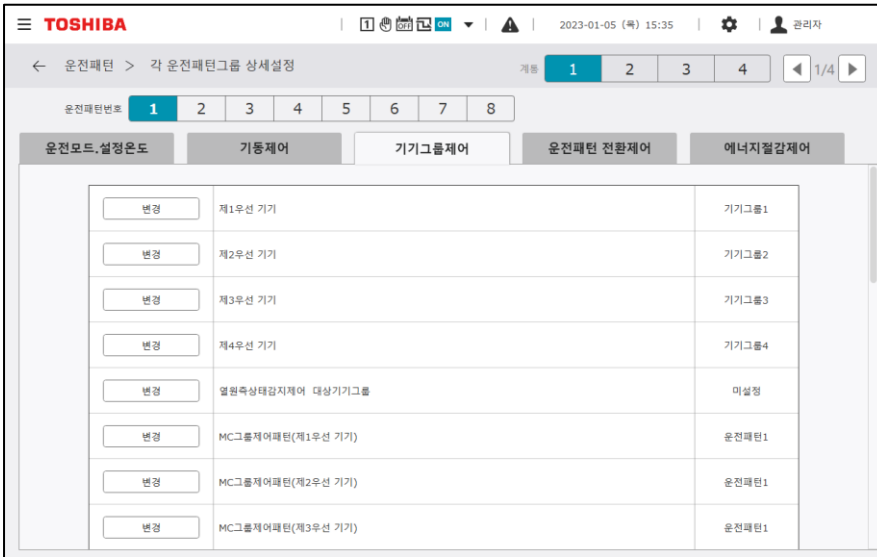 TOSHIBA
1 OFF ON 2023-01-05 (목) 15:35 관리자
← 운전패턴 > 각 운전패턴그룹 상세설정 계통 1 2 3 4 1/4
운전패턴번호 1 2 3 4 5 6 7 8
운전모드.설정온도 기동제어 기기그룹제어 운전패턴 전환제어 에너지절감제어
변경 제1우선 기기 기기그룹1
변경 제2우선 기기 기기그룹2
변경 제3우선 기기 기기그룹3
변경 제4우선 기기 기기그룹4
변경 열원측상태감지제어 대상기기그룹 미설정
변경 MC그룹제어패턴(제1우선 기기) 운전패턴1
변경 MC그룹제어패턴(제2우선 기기) 운전패턴1
변경 MC그룹제어패턴(제3우선 기기) 운전패턴1